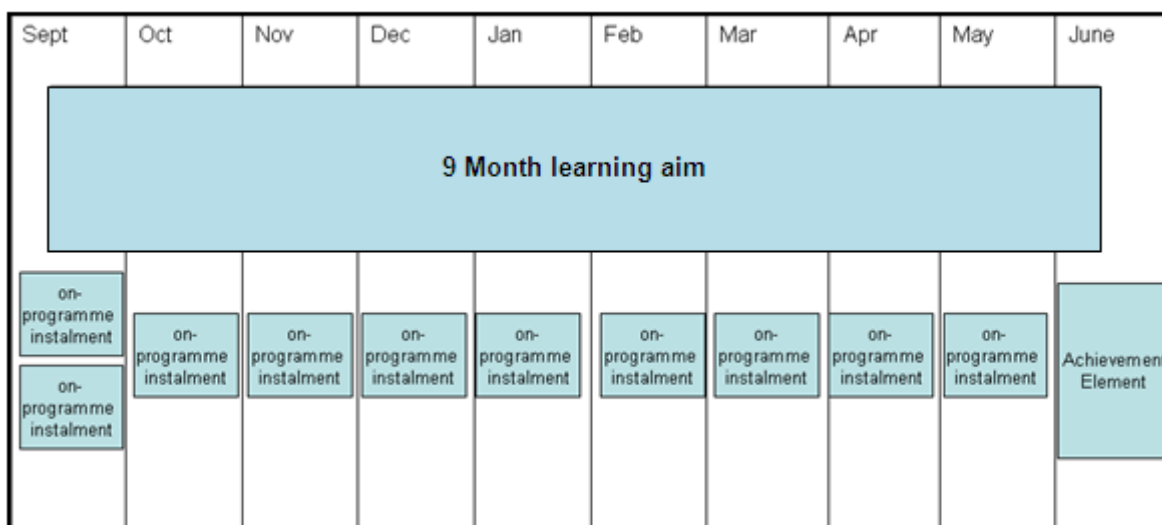 Sept Oct Nov Dec Jan Feb Mar Apr May June
9 Month learning aim
on-
programme
instalment
on-
programme
instalment
on-
programme
instalment
on-
programme
instalment
on-
programme
instalment
on-
programme
instalment
on-
programme
instalment
on-
programme
instalment
on-
programme
instalment
on-
programme
instalment
Achievement
Element